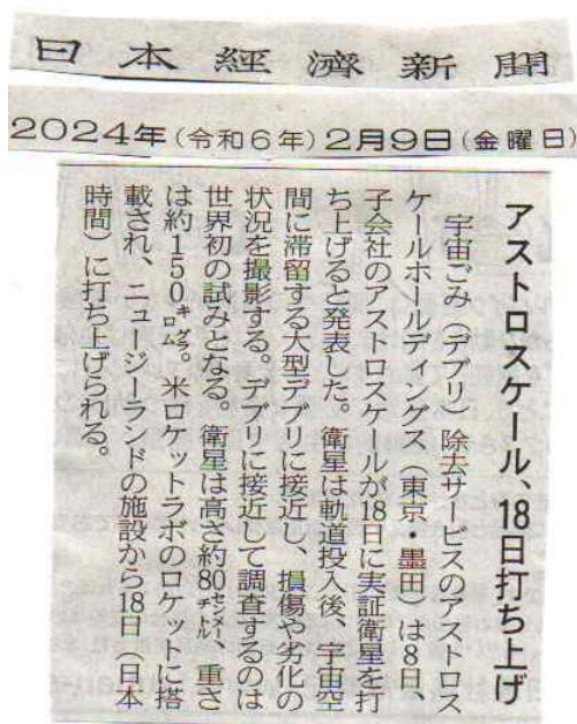 日本経済新聞
2024年(令和6年)2月9日(金曜日)
アストロスケール、18日打ち上げ
宇宙ごみ(デブリ)除去サービスのアストロス
ケールホールディングス(東京・墨田)は8日、
子会社のアストロスケールが18日に実証衛星を打
ち上げると発表した。衛星は軌道投入後、宇宙空
間に滞留する大型デブリに接近し、損傷や劣化の
状況を撮影する。デブリに接近して調査するのは
世界初の試みとなる。衛星は高さ約80センチメートル、重さ
は約150キログラム。米ロケットラボのロケットに搭
載され、ニュージーランドの施設から18日(日本
時間)に打ち上げられる。